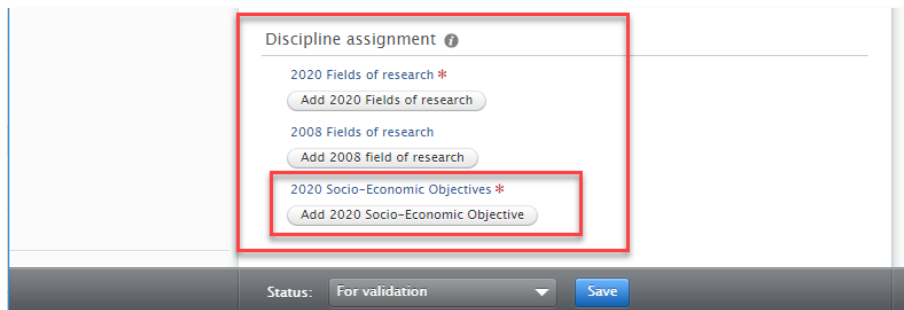 Discipline assignment i
2020 Fields of research *
Add 2020 Fields of research
2008 Fields of research
Add 2008 field of research
2020 Socio-Economic Objectives *
Add 2020 Socio-Economic Objective
Status: For validation Save